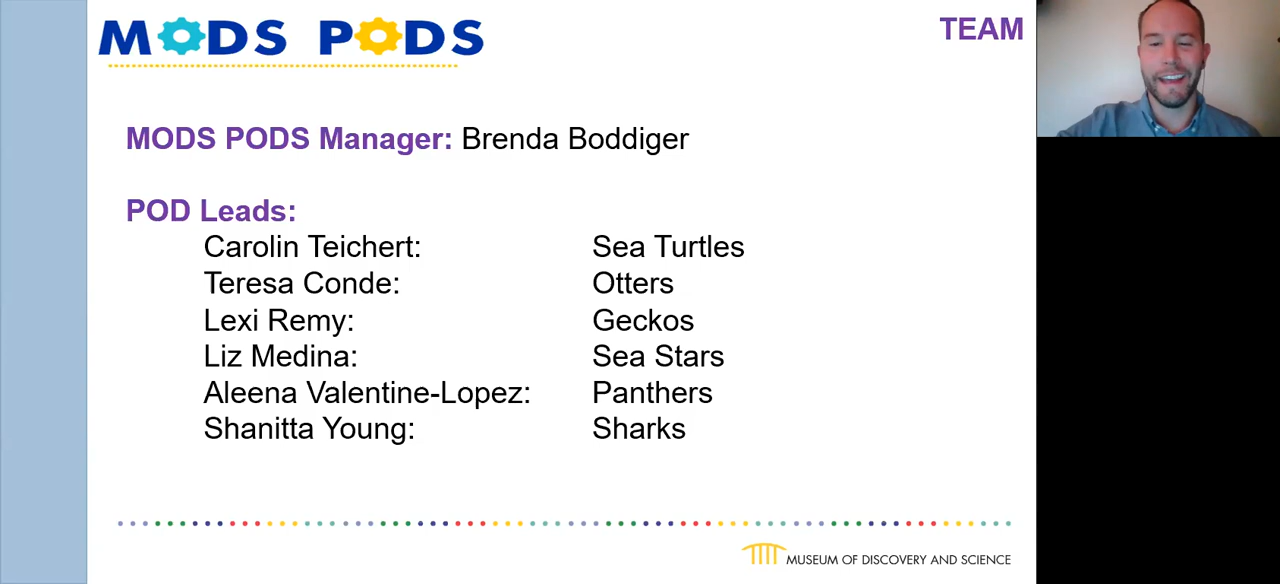 MODS PODS
TEAM
MODS PODS Manager: Brenda Boddiger
POD Leads:
Carolin Teichert: Sea Turtles
Teresa Conde: Otters
Lexi Remy: Geckos
Liz Medina: Sea Stars
Aleena Valentine-Lopez: Panthers
Shanitta Young: Sharks
MUSEUM OF DISCOVERY AND SCIENCE